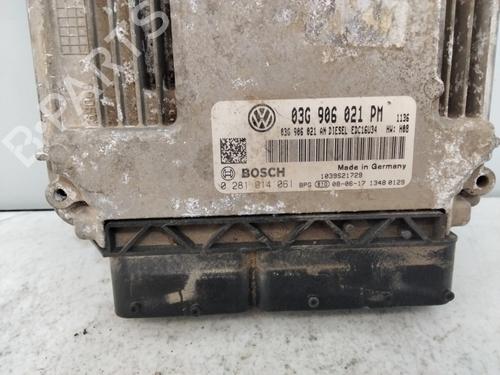 03G 906 021 PM 1136
03G 906 021 AN DIESEL EDC16U34 HW: H08
BOSCH
Made in Germany
1039S21729
0 281 014 061 BPG 08-06-17 1348 0129
B-PARTS